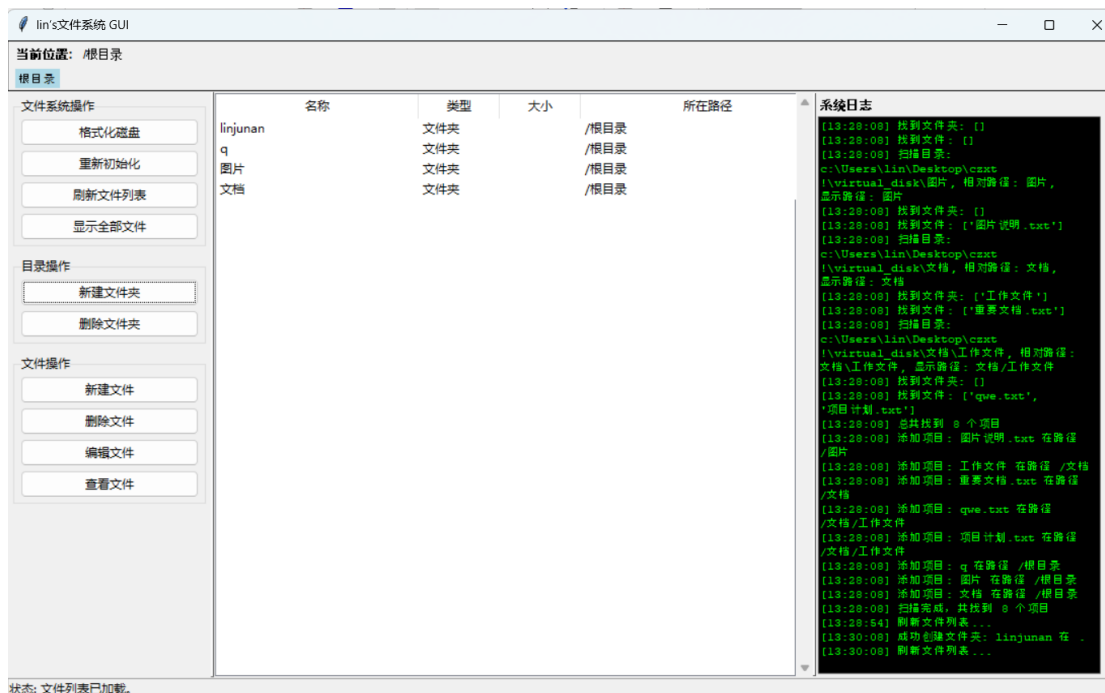 lin's文件系统 GUI
当前位置: /根目录
根目录
文件系统操作
格式化磁盘
重新初始化
刷新文件列表
显示全部文件
目录操作
新建文件夹
删除文件夹
文件操作
新建文件
删除文件
编辑文件
查看文件
名称 类型 大小 所在路径
linjunan 文件夹 /根目录
q 文件夹 /根目录
图片 文件夹 /根目录
文档 文件夹 /根目录
系统日志
[13:28:08] 找到文件夹: []
[13:28:08] 找到文件: []
[13:28:08] 扫描目录:
c:\Users\lin\Desktop\czxt
!\virtual_disk\图片, 相对路径: 图片,
显示路径: 图片
[13:28:08] 找到文件夹: []
[13:28:08] 找到文件: ['图片说明.txt']
[13:28:08] 扫描目录:
c:\Users\lin\Desktop\czxt
!\virtual_disk\文档, 相对路径: 文档,
显示路径: 文档
[13:28:08] 找到文件夹: ['工作文件']
[13:28:08] 找到文件: ['重要文档.txt']
[13:28:08] 扫描目录:
c:\Users\lin\Desktop\czxt
!\virtual_disk\文档\工作文件, 相对路径:
文档\工作文件, 显示路径: 文档/工作文件
[13:28:08] 找到文件夹: []
[13:28:08] 找到文件: ['qwe.txt',
'项目计划.txt']
[13:28:08] 总共找到 8 个项目
[13:28:08] 添加项目: 图片说明.txt 在路径
/图片
[13:28:08] 添加项目: 工作文件 在路径 /文档
[13:28:08] 添加项目: 重要文档.txt 在路径
/文档
[13:28:08] 添加项目: qwe.txt 在路径
/文档/工作文件
[13:28:08] 添加项目: 项目计划.txt 在路径
/文档/工作文件
[13:28:08] 添加项目: q 在路径 /根目录
[13:28:08] 添加项目: 图片 在路径 /根目录
[13:28:08] 添加项目: 文档 在路径 /根目录
[13:28:08] 扫描完成, 共找到 8 个项目
[13:28:54] 刷新文件列表...
[13:30:08] 成功创建文件夹: linjunan 在 .
[13:30:08] 刷新文件列表...
状态: 文件列表已加载。